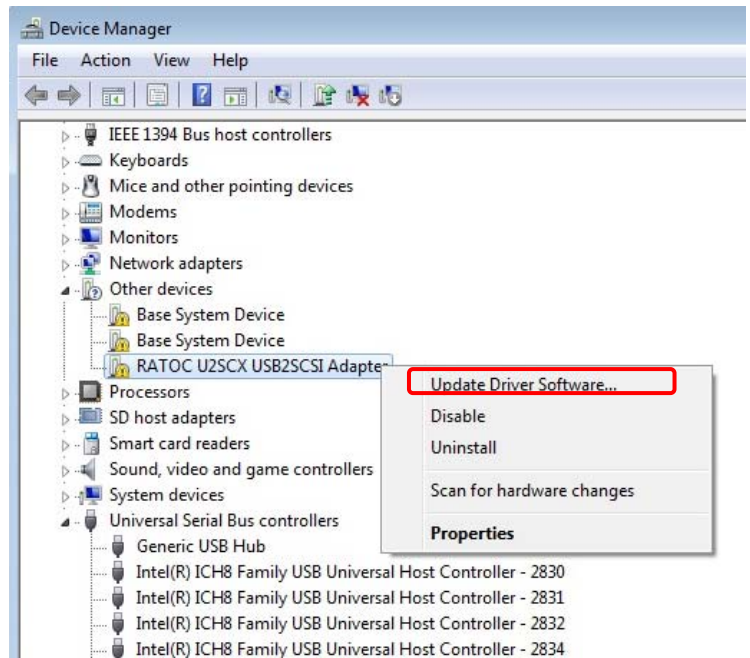 Device Manager
File Action View Help
IEEE 1394 Bus host controllers
Keyboards
Mice and other pointing devices
Modems
Monitors
Network adapters
Other devices
Base System Device
Base System Device
RATOC U2SCX USB2SCSI Adapter
Update Driver Software...
Processors
Disable
SD host adapters
Uninstall
Smart card readers
Sound, video and game controllers
Scan for hardware changes
System devices
Universal Serial Bus controllers
Properties
Generic USB Hub
Intel(R) ICH8 Family USB Universal Host Controller - 2830
Intel(R) ICH8 Family USB Universal Host Controller - 2831
Intel(R) ICH8 Family USB Universal Host Controller - 2832
Intel(R) ICH8 Family USB Universal Host Controller - 2834